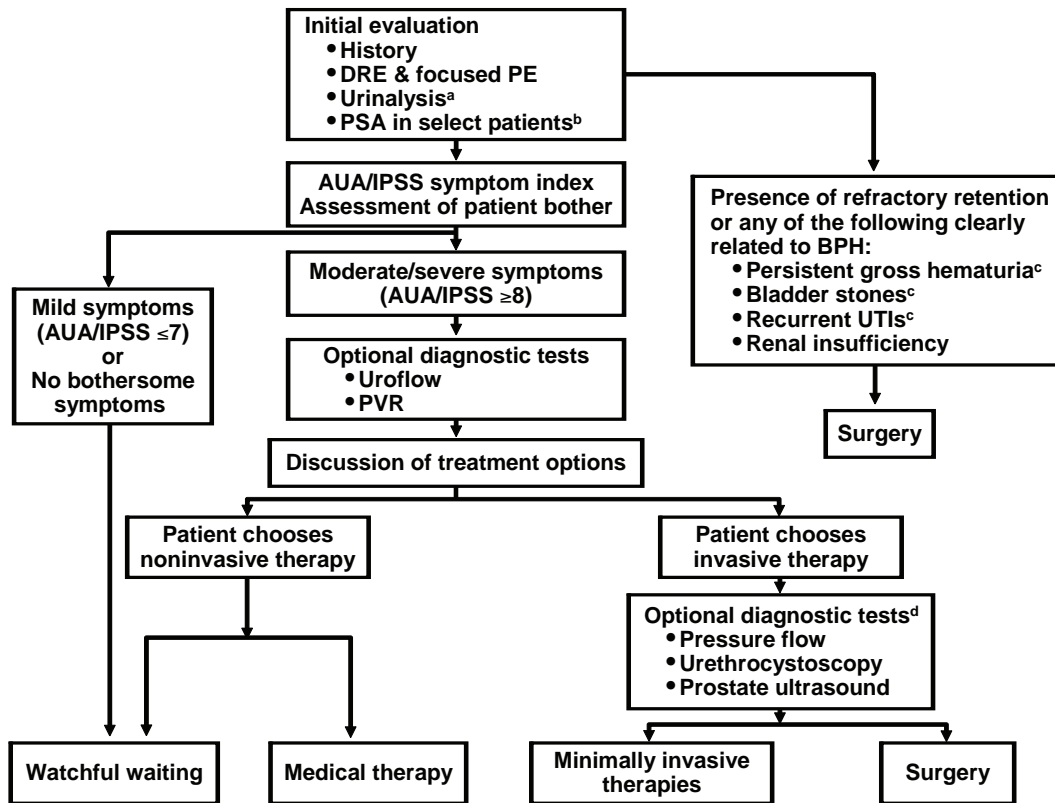 Initial evaluation
• History
• DRE & focused PE
• Urinalysisᵃ
• PSA in select patientsᵇ
AUA/IPSS symptom index
Assessment of patient bother
Presence of refractory retention
or any of the following clearly
related to BPH:
• Persistent gross hematuriaᶜ
• Bladder stonesᶜ
• Recurrent UTIsᶜ
• Renal insufficiency
Moderate/severe symptoms
(AUA/IPSS ≥8)
Mild symptoms
(AUA/IPSS ≤7)
or
No bothersome
symptoms
Optional diagnostic tests
• Uroflow
• PVR
Surgery
Discussion of treatment options
Patient chooses
noninvasive therapy
Patient chooses
invasive therapy
Optional diagnostic testsᵈ
• Pressure flow
• Urethrocystoscopy
• Prostate ultrasound
Watchful waiting
Medical therapy
Minimally invasive
therapies
Surgery